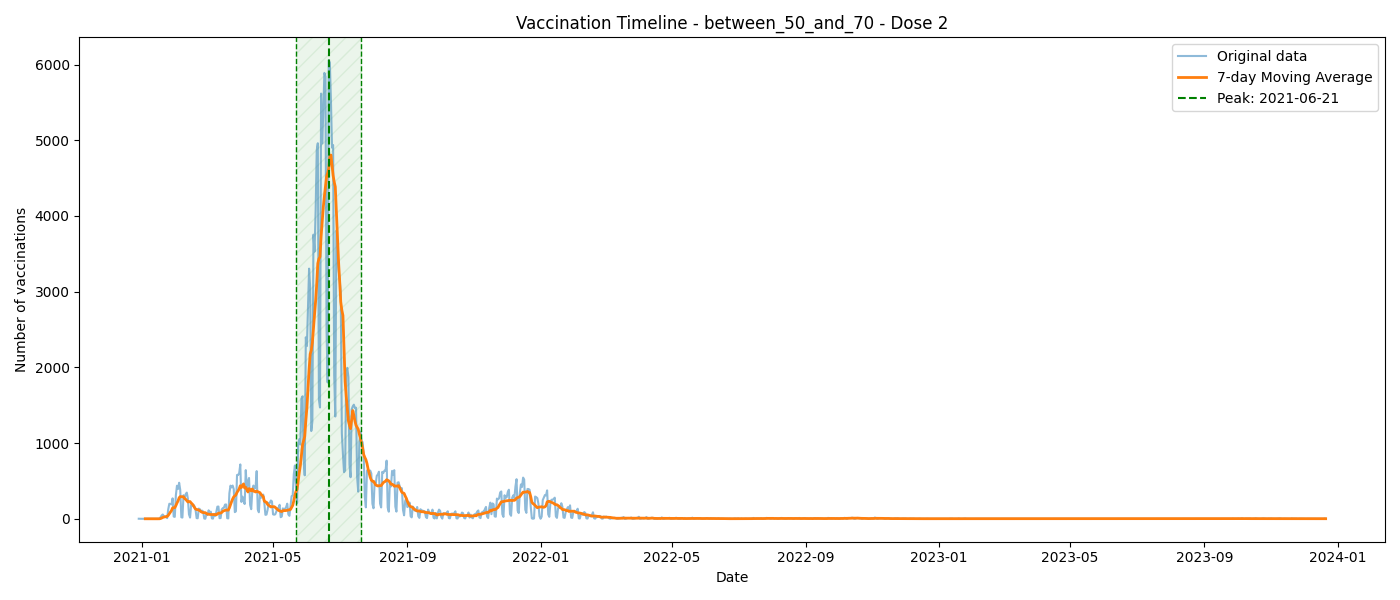 Vaccination Timeline - between_50_and_70 - Dose 2
Number of vaccinations
6000
5000
4000
3000
2000
1000
0
Original data
7-day Moving Average
Peak: 2021-06-21
2021-01
2021-05
2021-09
2022-01
2022-05
2022-09
2023-01
2023-05
2023-09
2024-01
Date